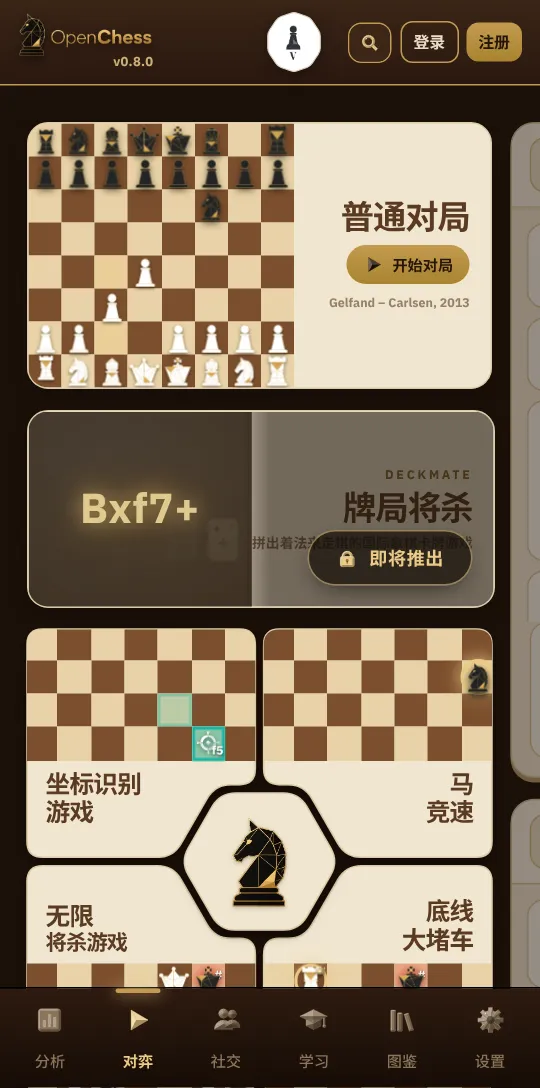 OpenChess
v0.8.0
V
登录
注册
普通对局
开始对局
Gelfand – Carlsen, 2013
Bxf7+
DECKMATE
牌局将杀
即将推出
f5
坐标识别
游戏
马
竞速
无限
将杀游戏
底线
大堵车
#
#
分析
对弈
社交
学习
图鉴
设置